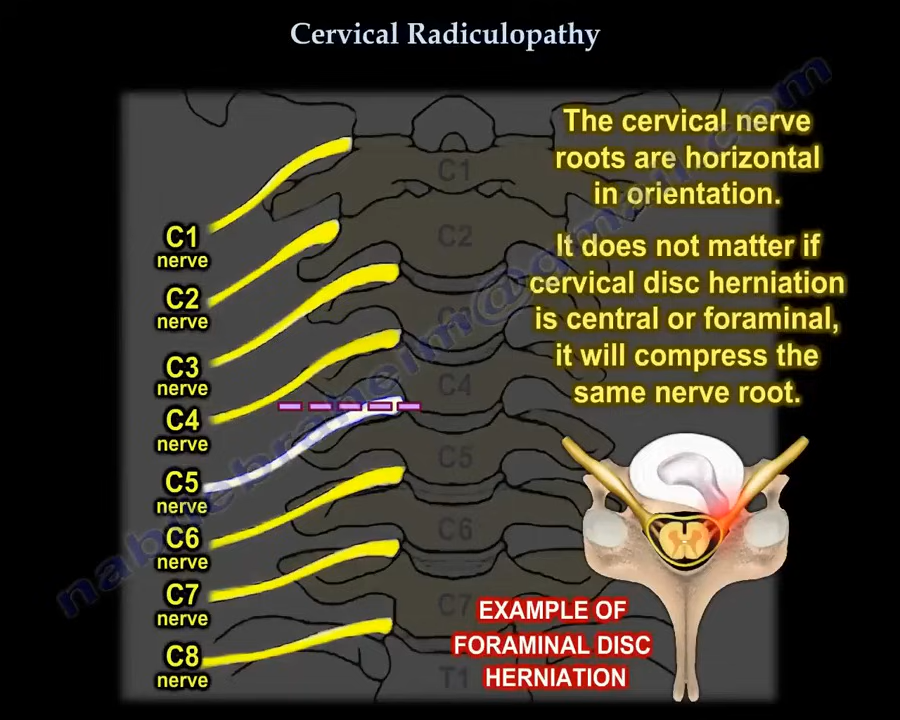 Cervical Radiculopathy
The cervical nerve
roots are horizontal
in orientation.
It does not matter if
cervical disc herniation
is central or foraminal,
it will compress the
same nerve root.
C1
nerve
C2
nerve
C3
nerve
C4
nerve
C5
nerve
C6
nerve
C7
nerve
C8
nerve
C1
C2
C4
C5
C6
C7
T1
EXAMPLE OF
FORAMINAL DISC
HERNIATION